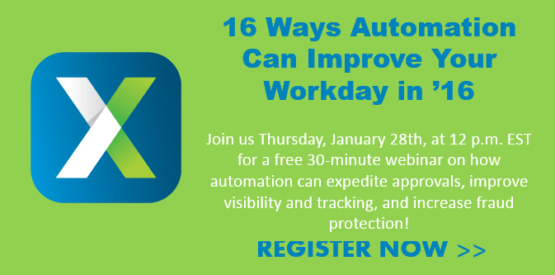 16 Ways Automation
Can Improve Your
Workday in ’16
Join us Thursday, January 28th, at 12 p.m. EST
for a free 30-minute webinar on how
automation can expedite approvals, improve
visibility and tracking, and increase fraud
protection!
REGISTER NOW >>
X